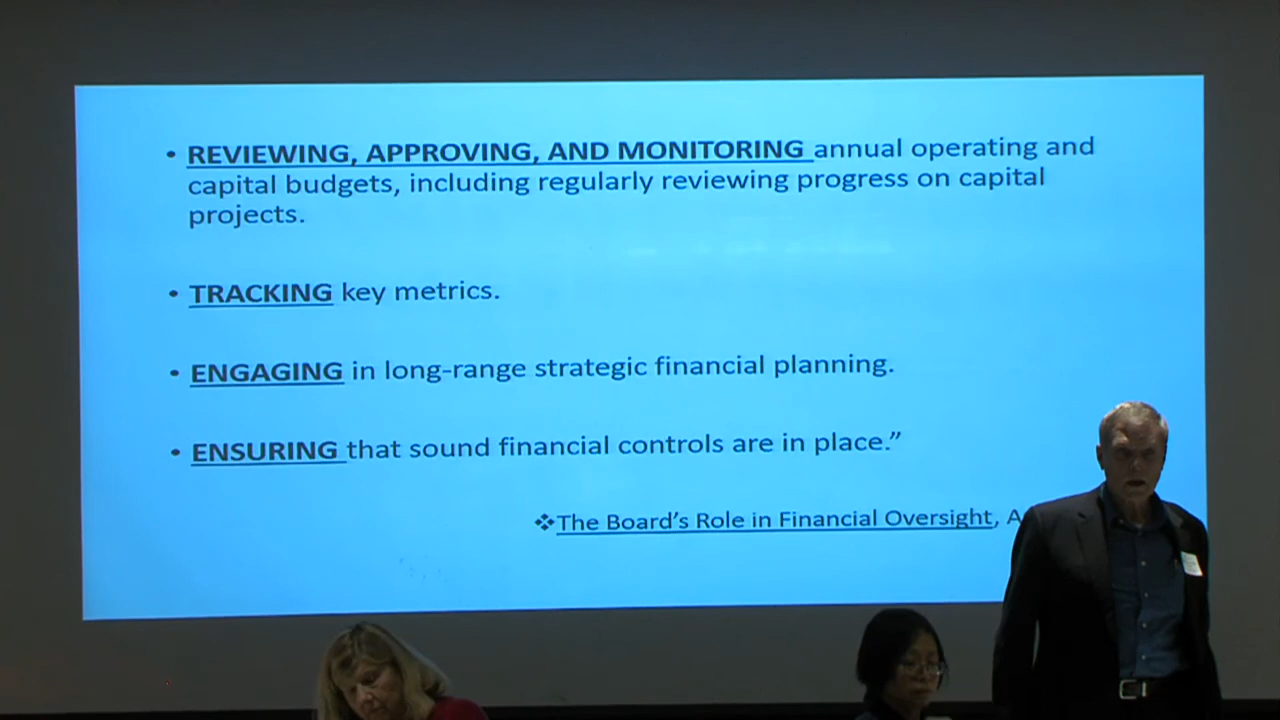 • REVIEWING, APPROVING, AND MONITORING annual operating and
capital budgets, including regularly reviewing progress on capital
projects.
• TRACKING key metrics.
• ENGAGING in long-range strategic financial planning.
• ENSURING that sound financial controls are in place.”
❖The Board’s Role in Financial Oversight,